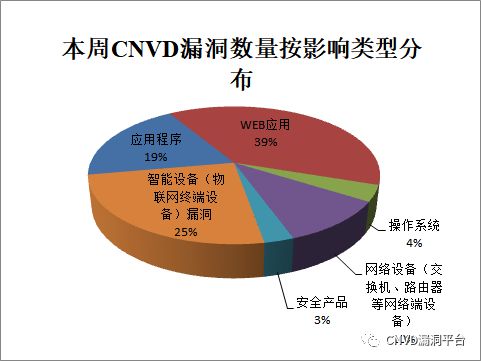 本周CNVD漏洞数量按影响类型分
布
WEB应用
39%
应用程序
19%
智能设备（物
联网终端设
备）漏洞
25%
操作系统
4%
网络设备（交
换机、路由器
等网络端设
备）
安全产品
3%
CNVD漏洞平台